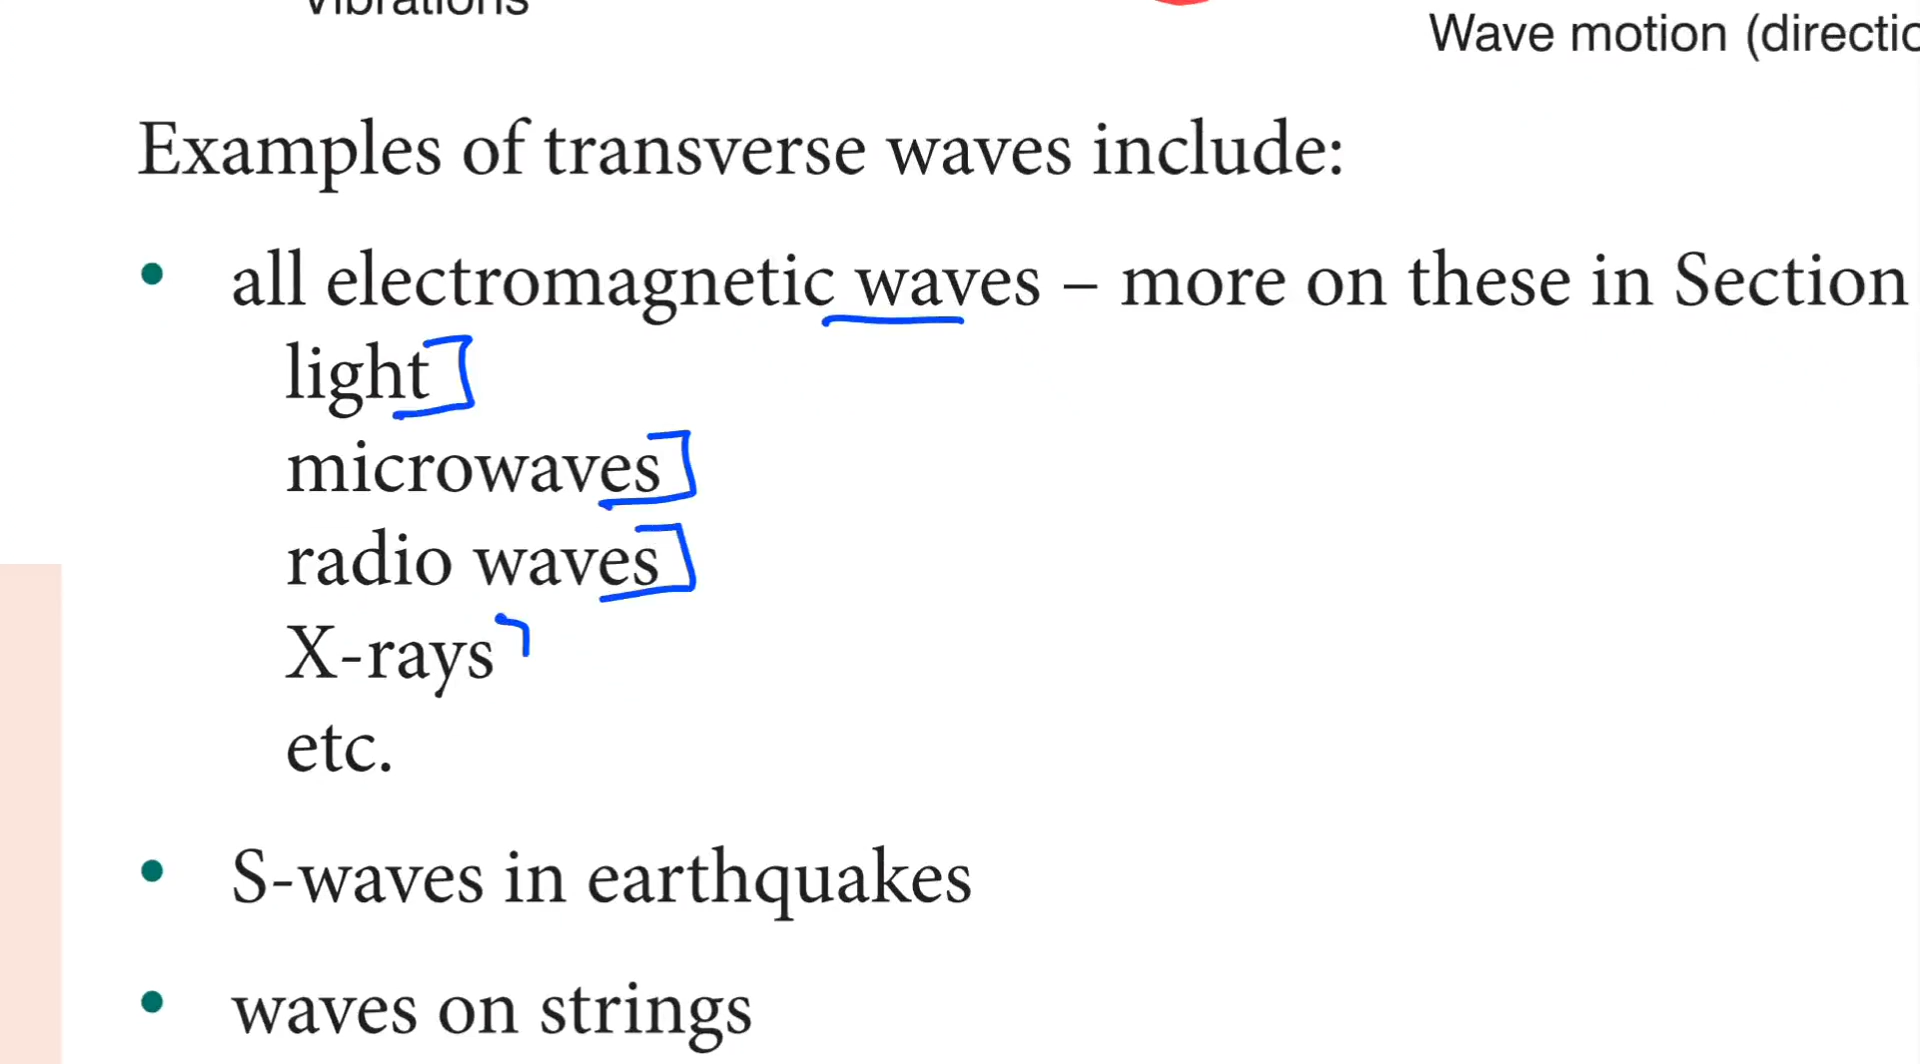 vibrations
Wave motion (directio
Examples of transverse waves include:
• all electromagnetic waves – more on these in Section
light
microwaves
radio waves
X-rays
etc.
• S-waves in earthquakes
• waves on strings